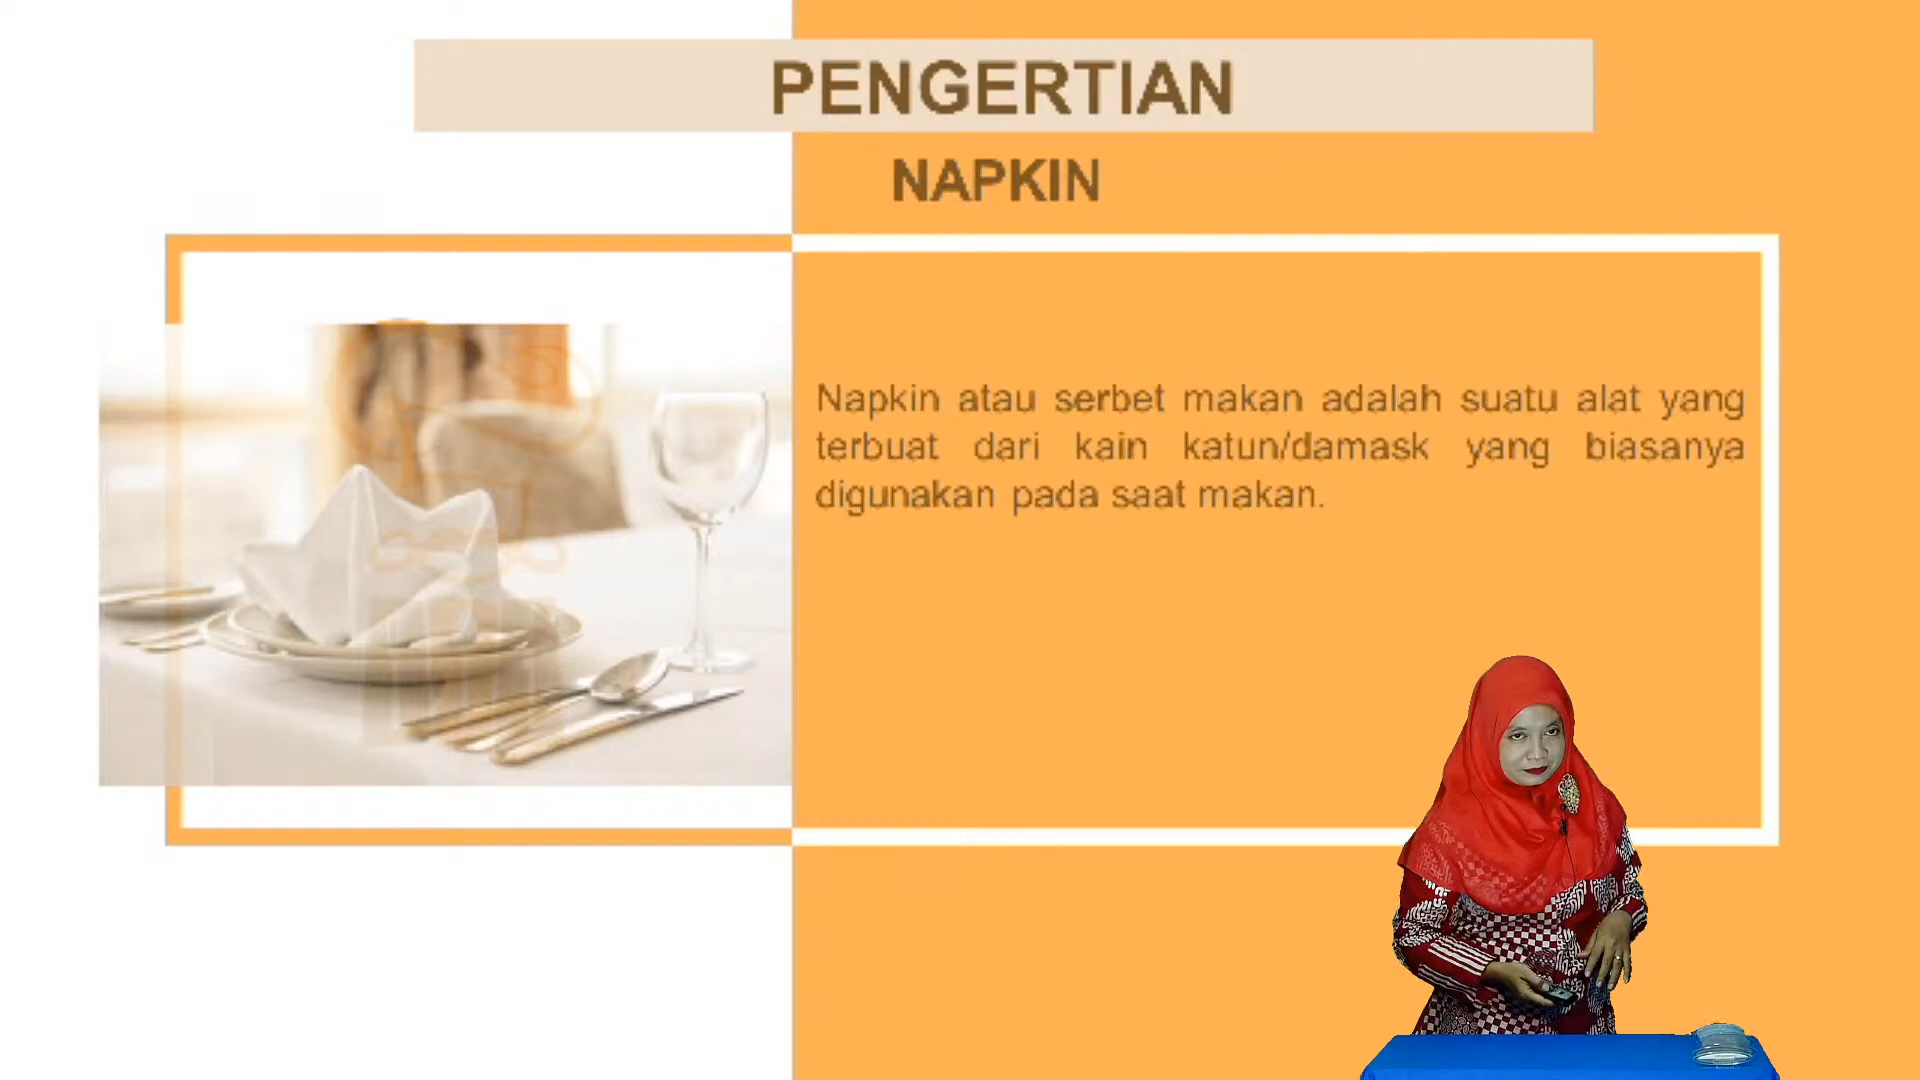 PENGERTIAN
NAPKIN
Napkin atau serbet makan adalah suatu alat yang
terbuat dari kain katun/damask yang biasanya
digunakan pada saat makan.